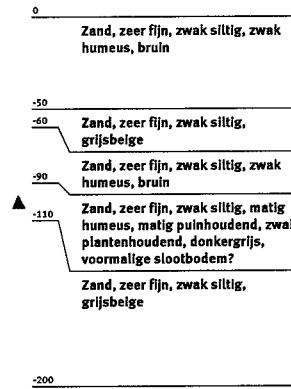 0
Zand, zeer fijn, zwak siltig, zwak
humeus, bruin
-50
-60
Zand, zeer fijn, zwak siltig,
grijsbeige
Zand, zeer fijn, zwak siltig, zwak
humeus, bruin
-90
Zand, zeer fijn, zwak siltig, matig
-110
humeus, matig puinhoudend, zwa
plantenhoudend, donkergrijs,
voormalige slootbodem?
Zand, zeer fijn, zwak siltig,
grijsbeige
-200